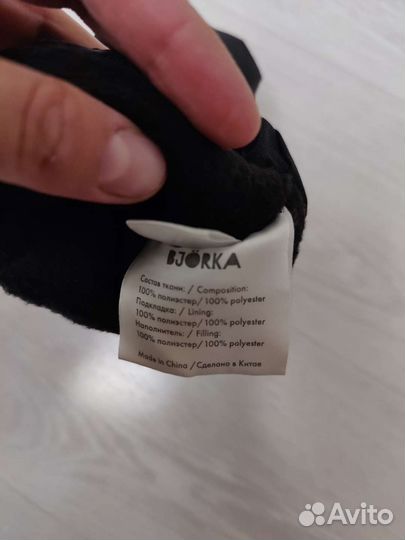 BJÖRKA
Состав ткани: / Composition:
100% полиэстер/100% polyester
Подкладка: / Lining:
100% полиэстер/100% polyester
Наполнитель: / Filling:
100% полиэстер/100% polyester
Made in China /Сделано в Китае
Avito